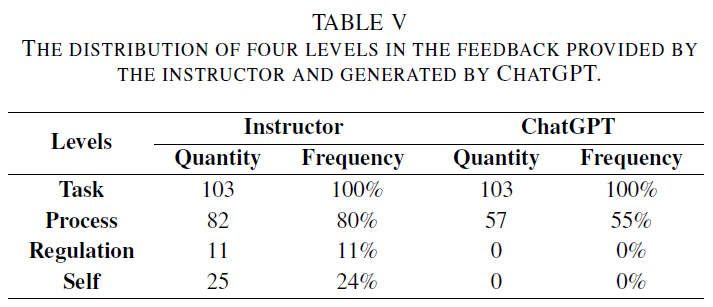 TABLE V
THE DISTRIBUTION OF FOUR LEVELS IN THE FEEDBACK PROVIDED BY
THE INSTRUCTOR AND GENERATED BY CHATGPT.
Levels Instructor ChatGPT
Quantity Frequency Quantity Frequency
Task 103 100% 103 100%
Process 82 80% 57 55%
Regulation 11 11% 0 0%
Self 25 24% 0 0%